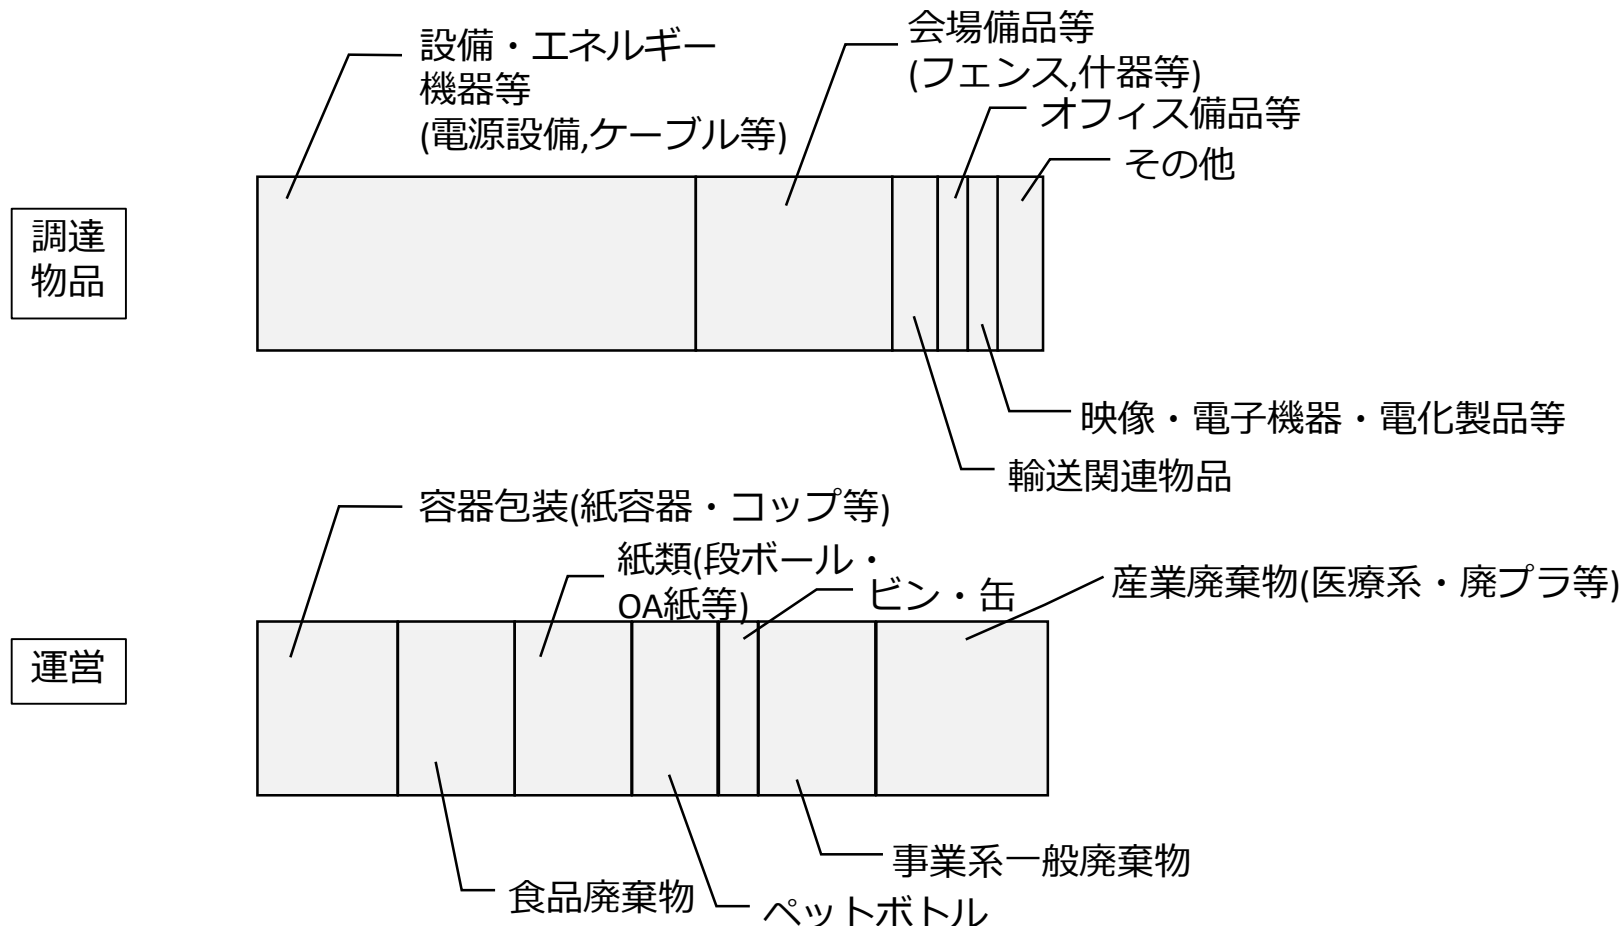 設備・エネルギー
機器等
(電源設備,ケーブル等)
会場備品等
(フェンス,什器等)
オフィス備品等
その他
調達
物品
映像・電子機器・電化製品等
輸送関連物品
容器包装(紙容器・コップ等)
紙類(段ボール・
OA紙等)
ビン・缶
産業廃棄物(医療系・廃プラ等)
運営
事業系一般廃棄物
食品廃棄物
ペットボトル